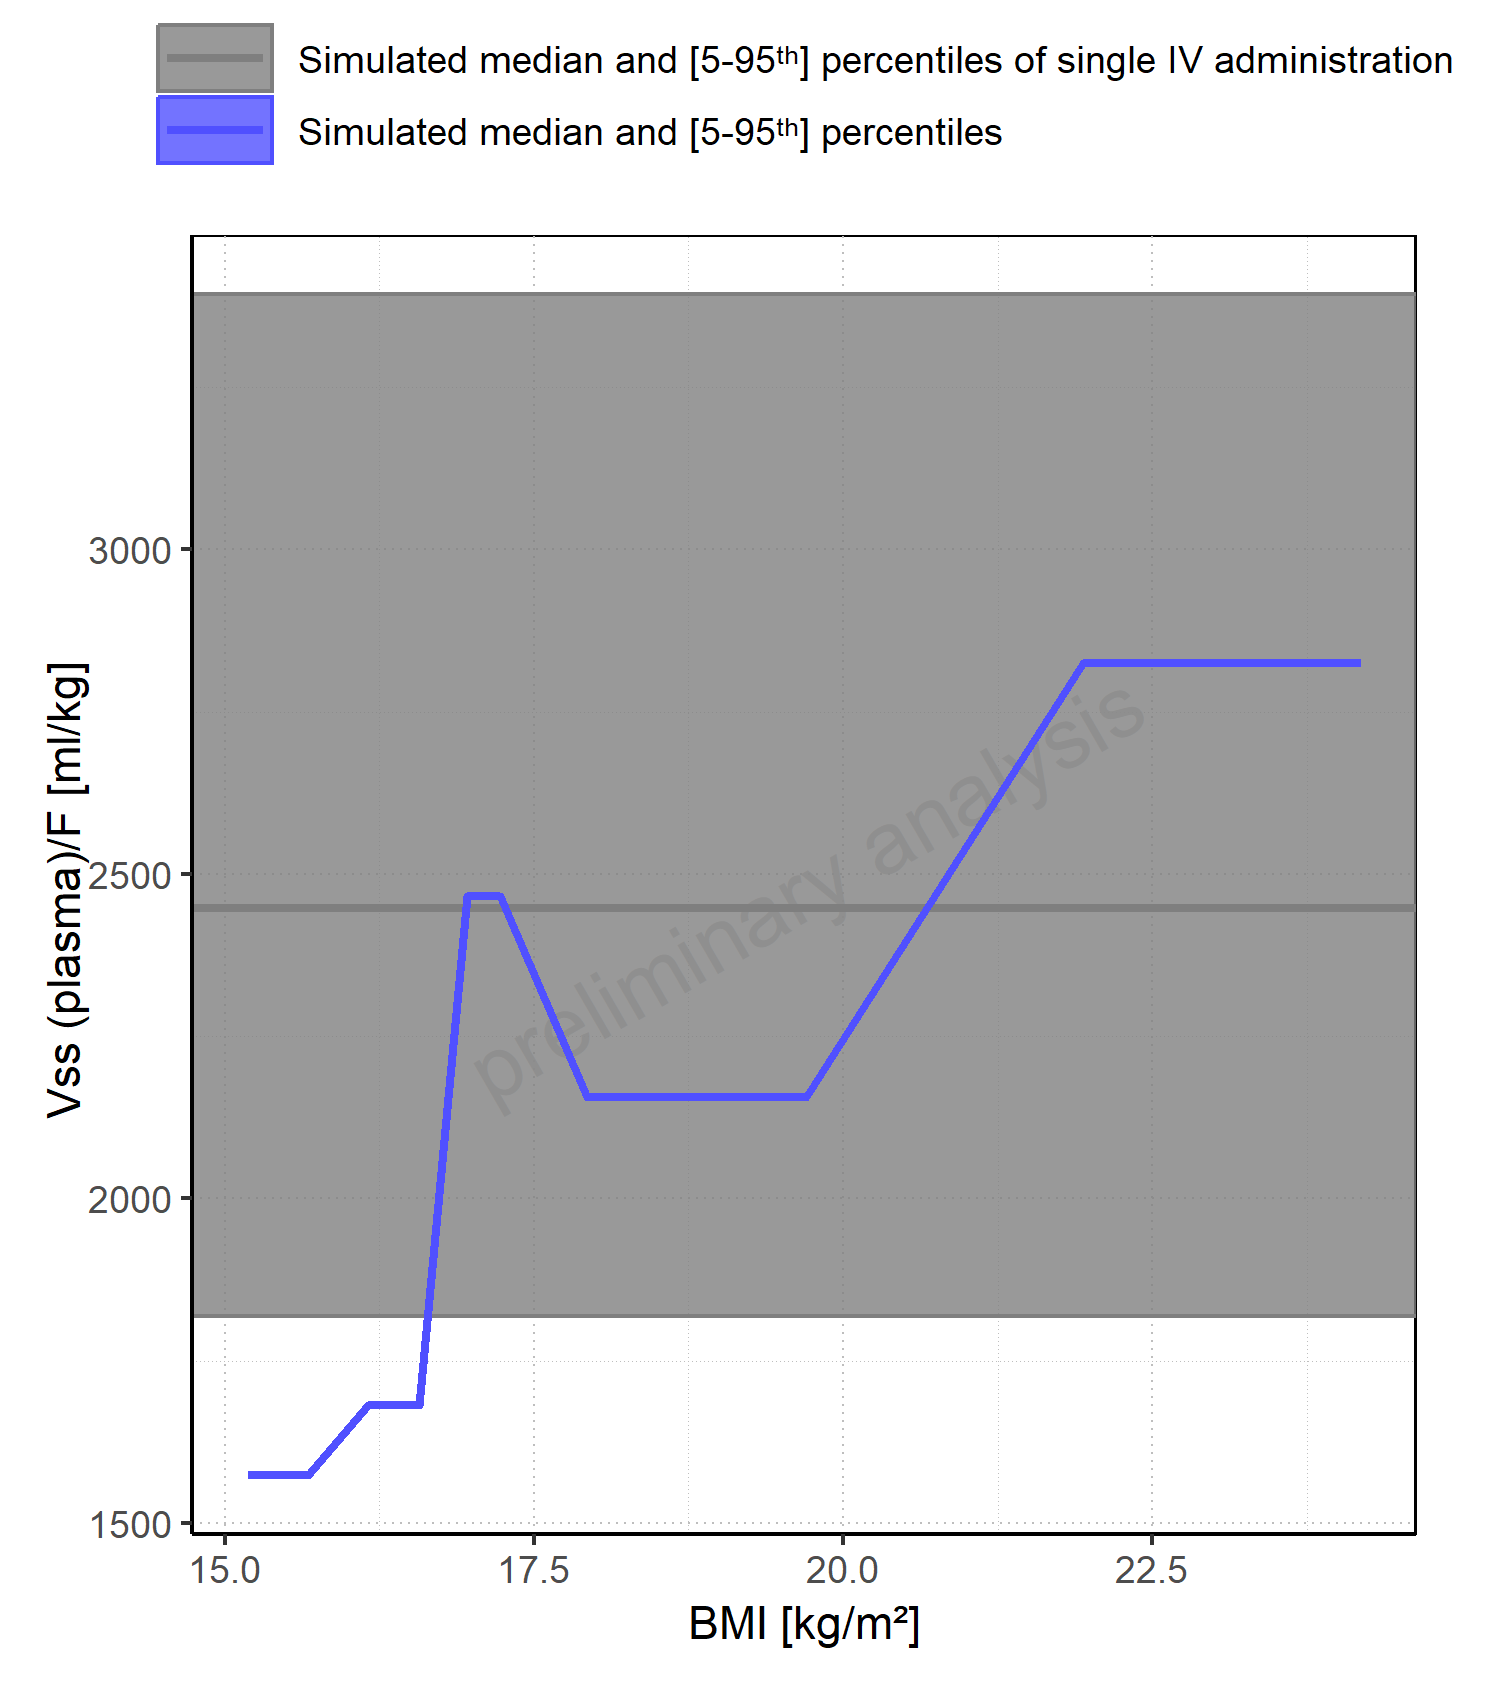 Simulated median and [5-95ᵗʰ] percentiles of single IV administration
Simulated median and [5-95ᵗʰ] percentiles
Vss (plasma)/F [ml/kg]
3000
2500
2000
1500
preliminary analysis
15.0 17.5 20.0 22.5
BMI [kg/m²]